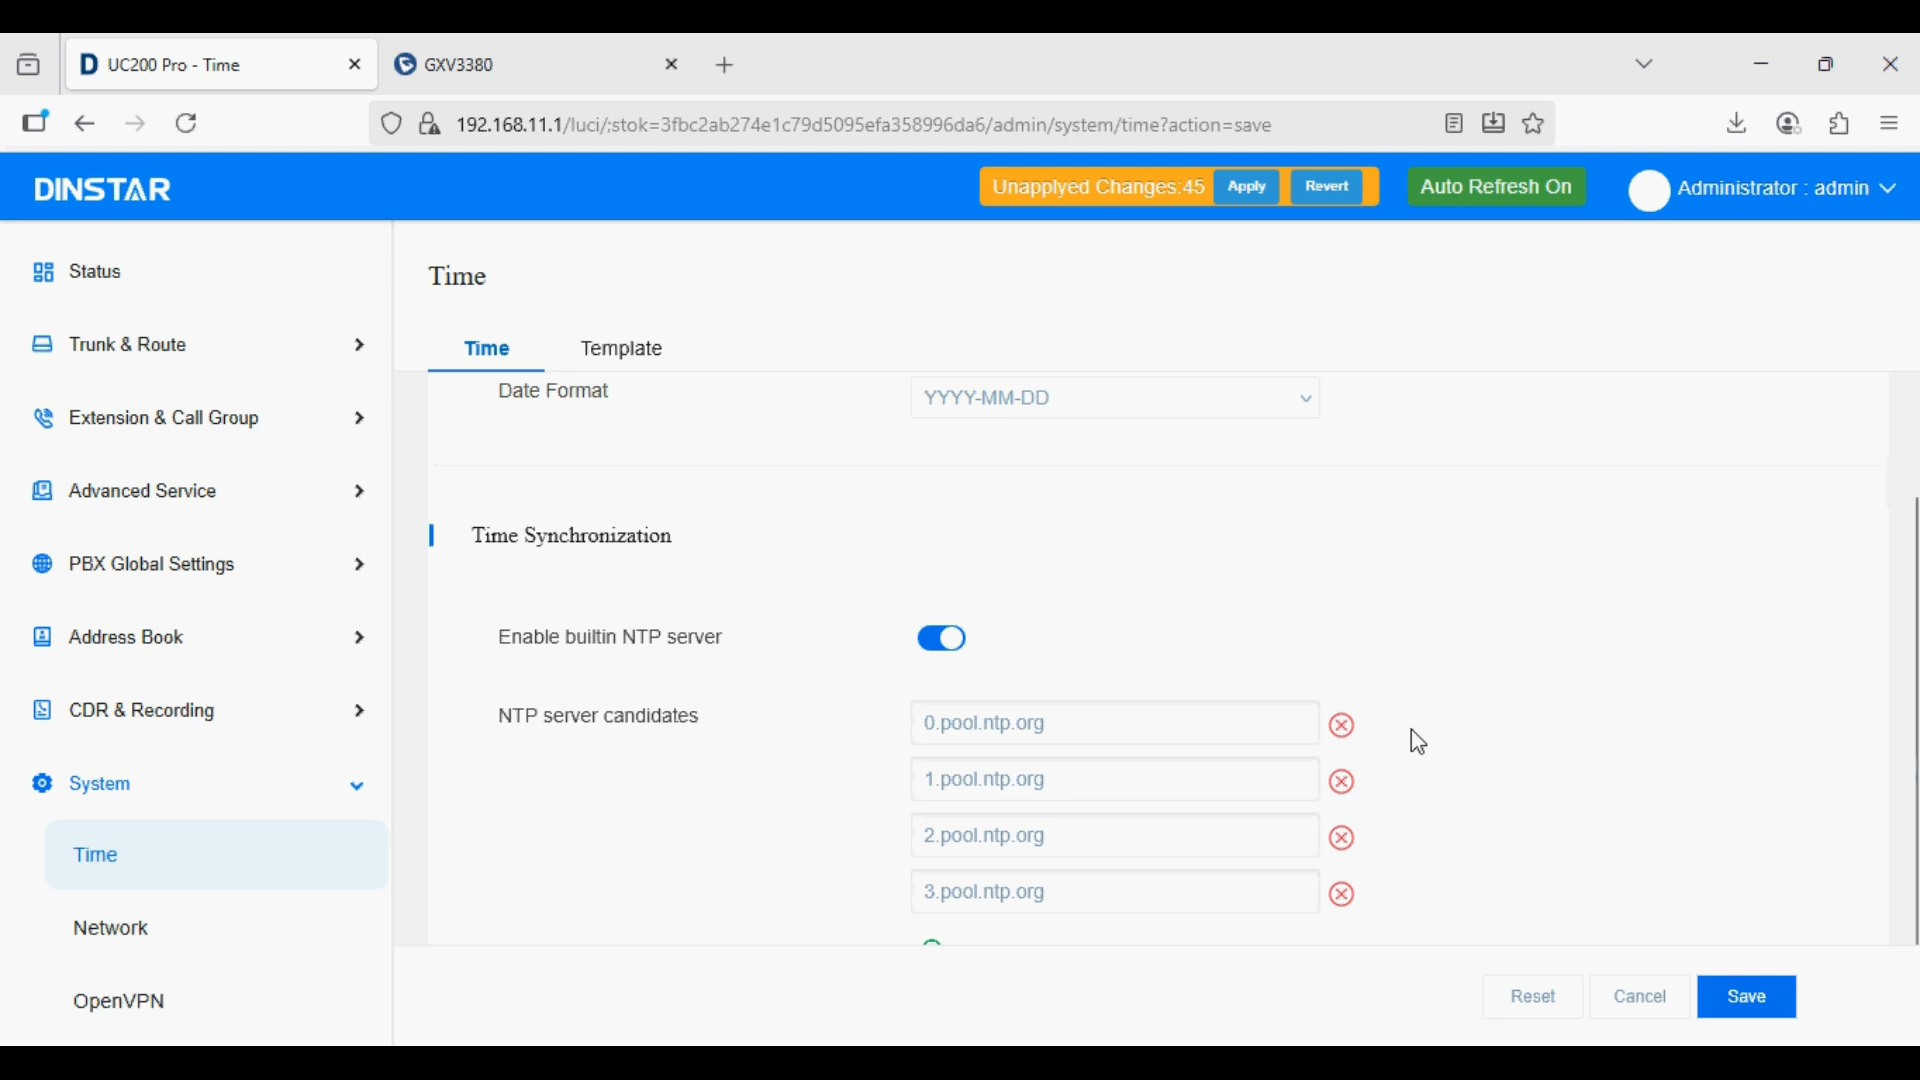 UC200 Pro - Time
GXV3380
192.168.11.1/luci/;stok=3fbc2ab274e1c79d5095efa358996da6/admin/system/time?action=save
DINSTAR
Unapplyed Changes:45 Apply Revert
Auto Refresh On
Administrator : admin
Status
Trunk & Route
Extension & Call Group
Advanced Service
PBX Global Settings
Address Book
CDR & Recording
System
Time
Network
OpenVPN
Time
Time Template
Date Format YYYY-MM-DD
Time Synchronization
Enable builtin NTP server
NTP server candidates 0.pool.ntp.org
1.pool.ntp.org
2.pool.ntp.org
3.pool.ntp.org
Reset Cancel Save